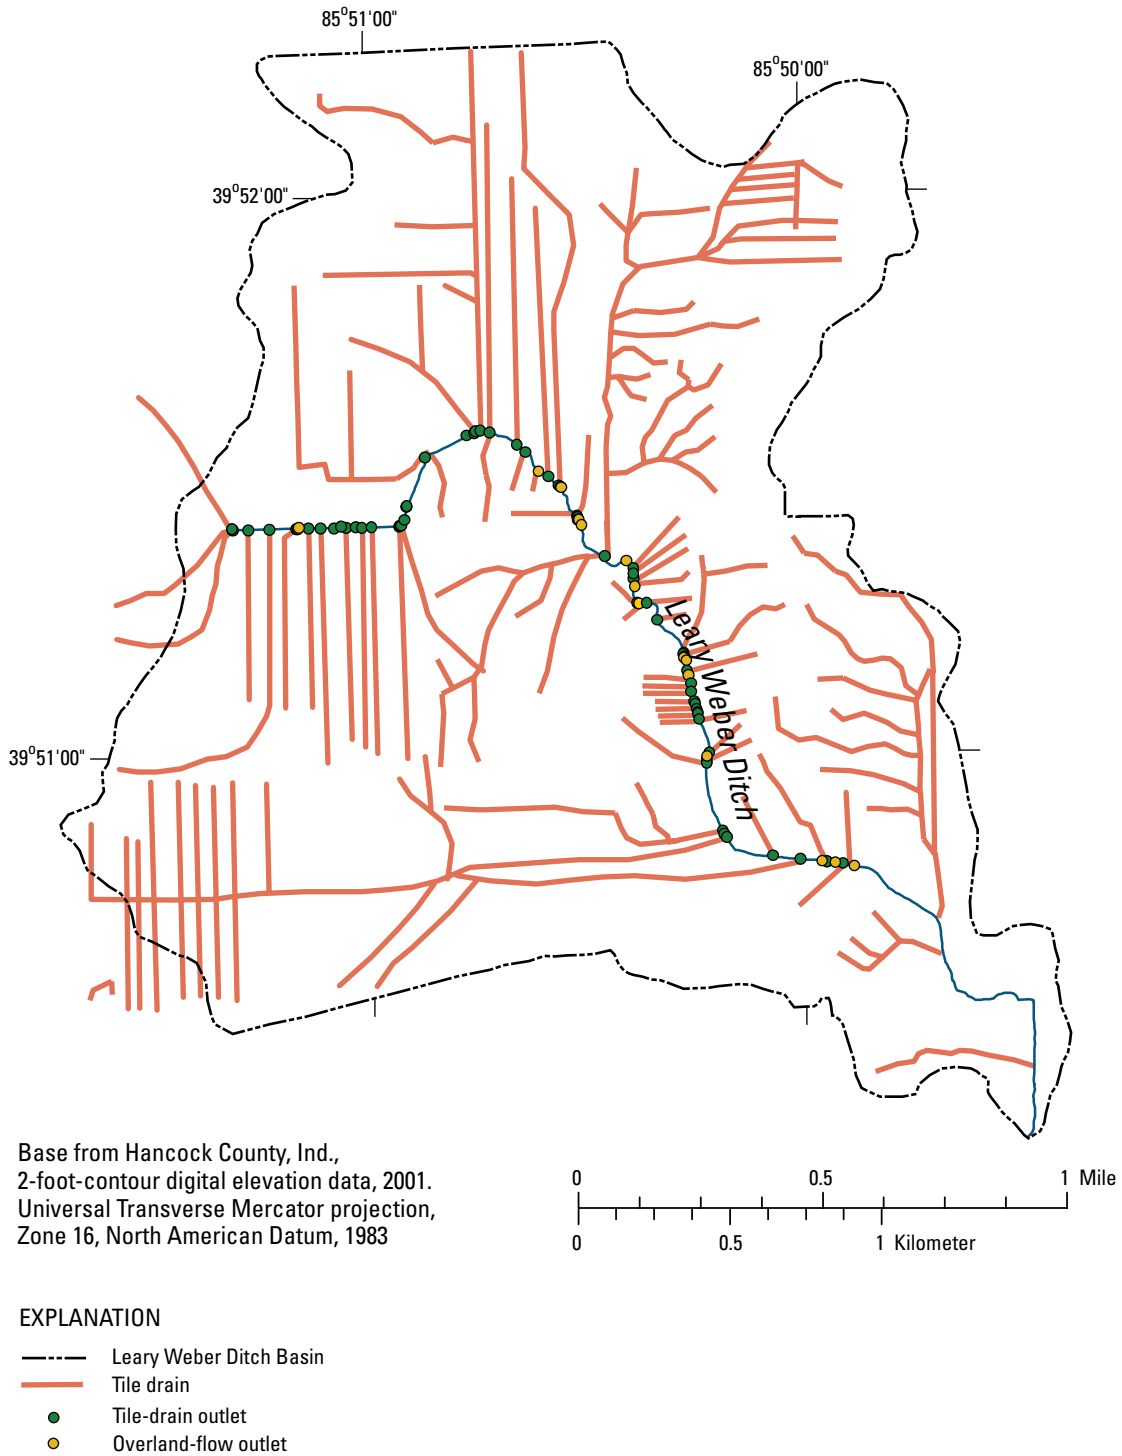 85°51'00"
85°50'00"
39°52'00"
Leary Weber Ditch
39°51'00"
Base from Hancock County, Ind.,
2-foot-contour digital elevation data, 2001.
Universal Transverse Mercator projection,
Zone 16, North American Datum, 1983
0 0.5 1 Mile
0 0.5 1 Kilometer
EXPLANATION
Leary Weber Ditch Basin
Tile drain
Tile-drain outlet
Overland-flow outlet